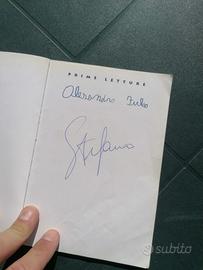 PRIME LETTURE
Alessandro
Stefano
subito